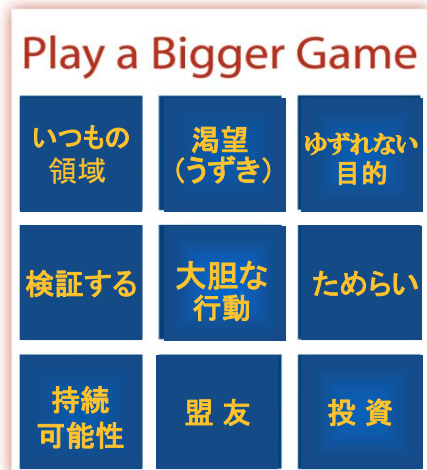 Play a Bigger Game
いつもの
領域
渇望
(うずき)
ゆずれない
目的
検証する
大胆な
行動
ためらい
持続
可能性
盟 友
投 資